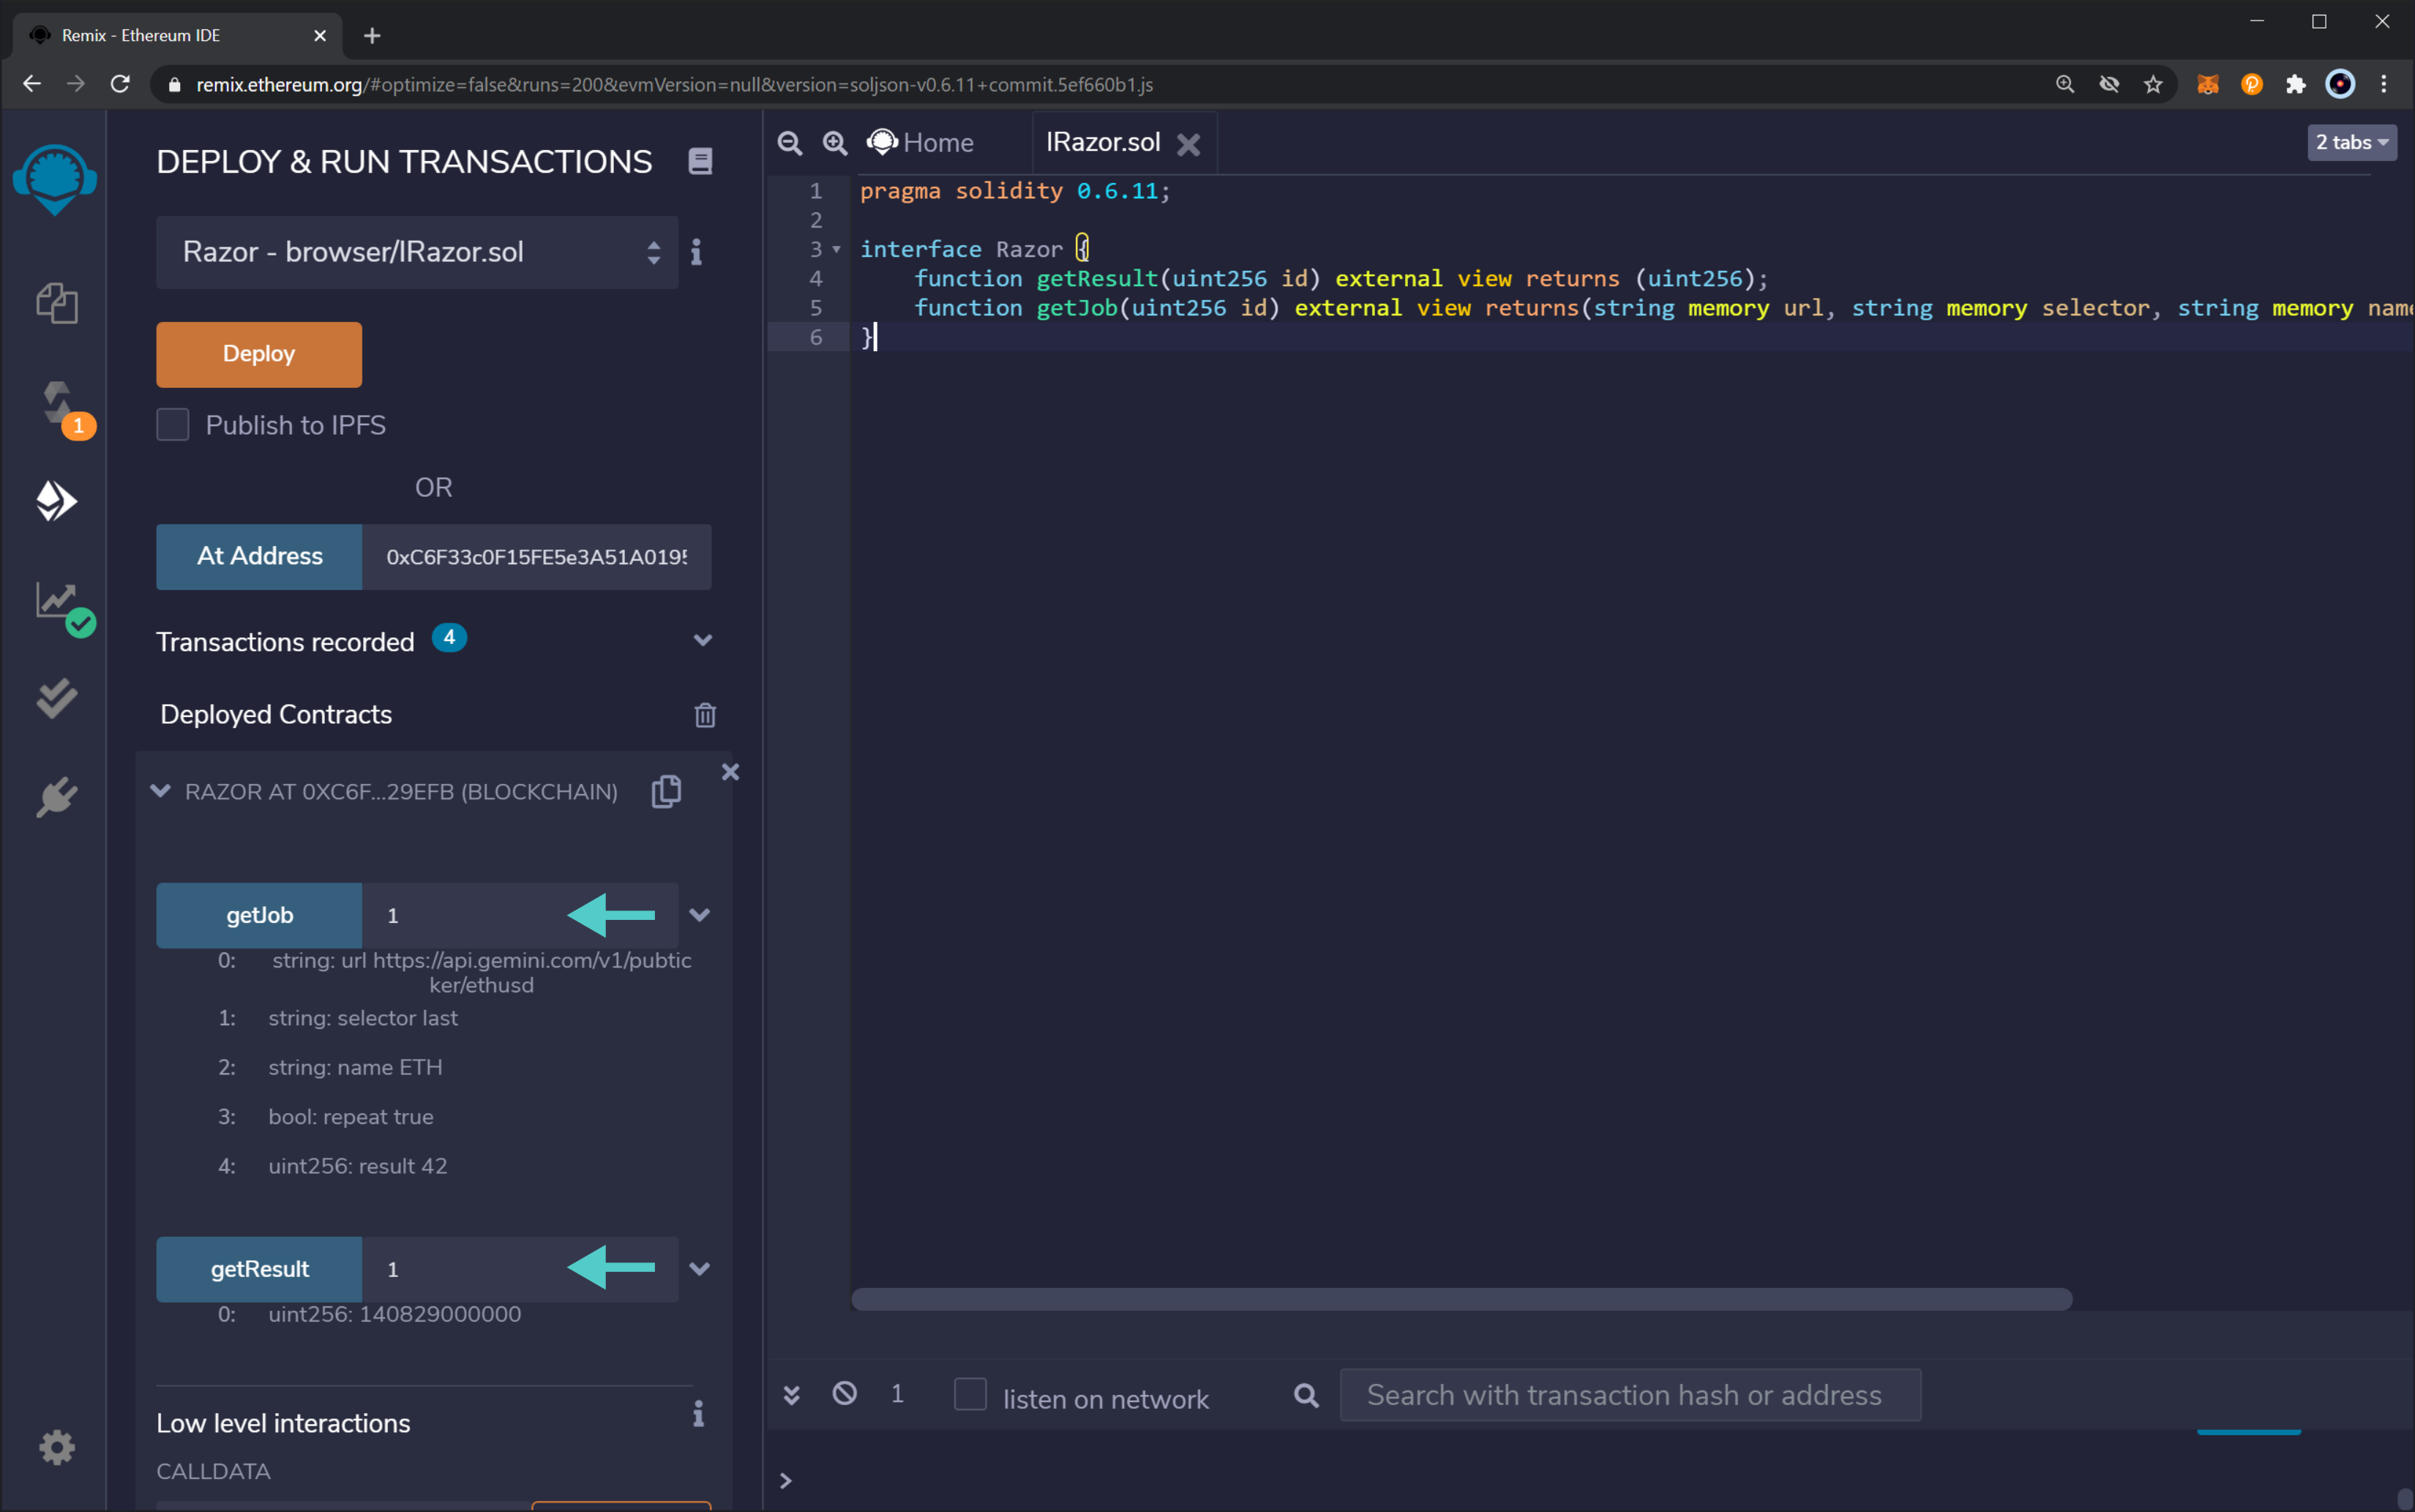 Remix - Ethereum IDE
remix.ethereum.org/#optimize=false&runs=200&evmVersion=null&version=soljson-v0.6.11+commit.5ef660b1.js
DEPLOY & RUN TRANSACTIONS
Razor - browser/IRazor.sol
Deploy
Publish to IPFS
OR
At Address 0xC6F33c0F15FE5e3A51A019
Transactions recorded 4
Deployed Contracts
RAZOR AT 0XC6F...29EFB (BLOCKCHAIN)
getJob 1
0: string: url https://api.gemini.com/v1/pubtic
ker/ethusd
1: string: selector last
2: string: name ETH
3: bool: repeat true
4: uint256: result 42
getResult 1
0: uint256: 140829000000
Low level interactions
CALLDATA
1
Home
IRazor.sol
2 tabs
1 pragma solidity 0.6.11;
2
3 interface Razor {
4 function getResult(uint256 id) external view returns (uint256);
5 function getJob(uint256 id) external view returns(string memory url, string memory selector, string memory nam
6 }
1 listen on network
Search with transaction hash or address
>